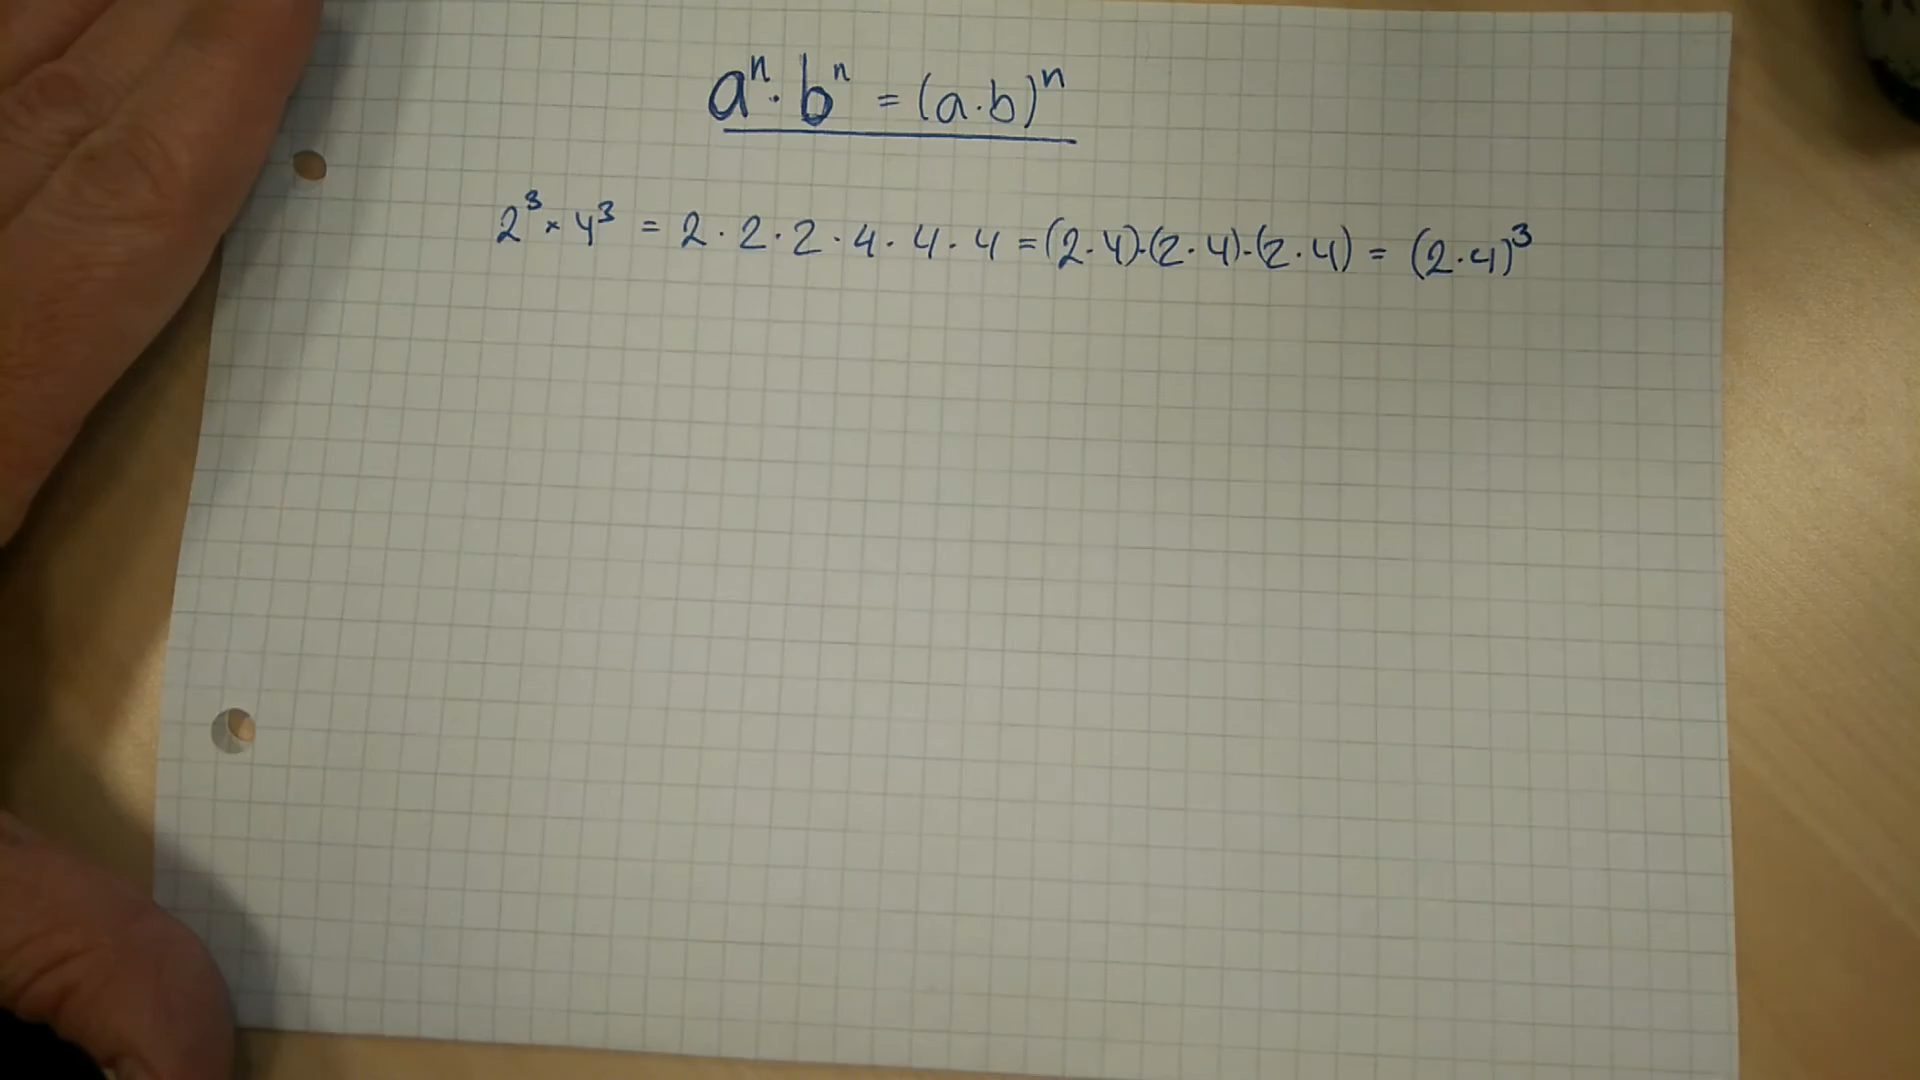 aⁿ · bⁿ = (a·b)ⁿ
2³ × 4³ = 2 · 2 · 2 · 4 · 4 · 4 = (2·4)·(2·4)·(2·4) = (2·4)³